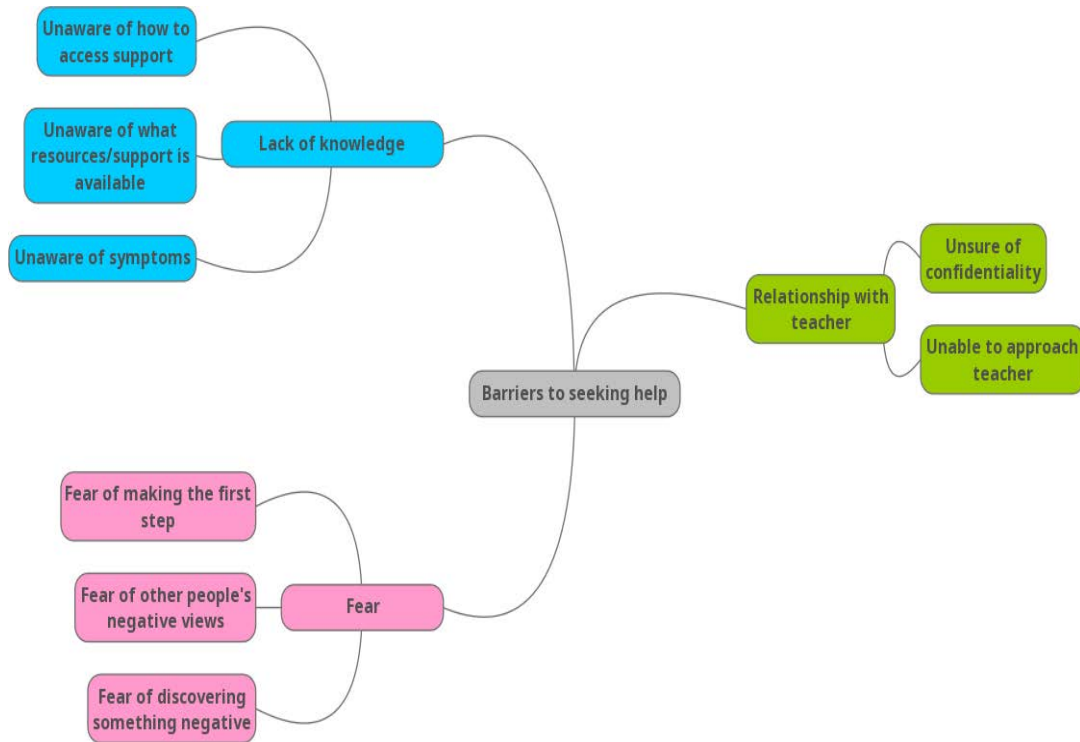 Unaware of how to
access support
Unaware of what
resources/support is
available
Unaware of symptoms
Lack of knowledge
Barriers to seeking help
Relationship with
teacher
Unsure of
confidentiality
Unable to approach
teacher
Fear of making the first
step
Fear of other people's
negative views
Fear of discovering
something negative
Fear